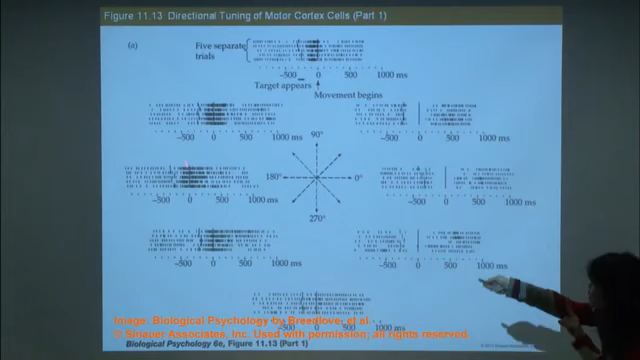 Figure 11.13 Directional Tuning of Motor Cortex Cells (Part 1)
(a)
Five separate
trials
−500 0 500 1000 ms
Target appears
Movement begins
−500 0 500 1000 ms
−500 0 500 1000 ms
90°
180°
0°
270°
−500 0 500 1000 ms
−500 0 500 1000 ms
−500 0 500 1000 ms
−500 0 500 1000 ms
−500 0 500 1000 ms
Image. Biological Psychology by Breedlove, et al.
© Sinauer Associates, Inc. Used with permission; all rights reserved.
Biological Psychology 6e, Figure 11.13 (Part 1)